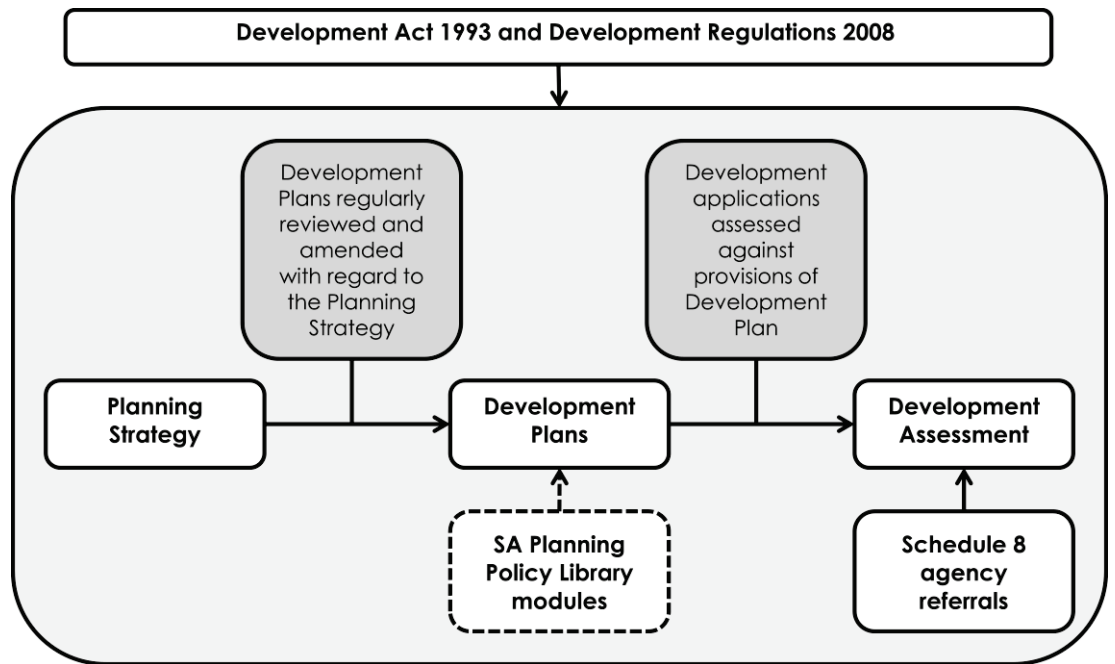 Development Act 1993 and Development Regulations 2008
Development
Plans regularly
reviewed and
amended
with regard to
the Planning
Strategy
Development
applications
assessed
against
provisions of
Development
Plan
Planning
Strategy
Development
Plans
Development
Assessment
SA Planning
Policy Library
modules
Schedule 8
agency
referrals